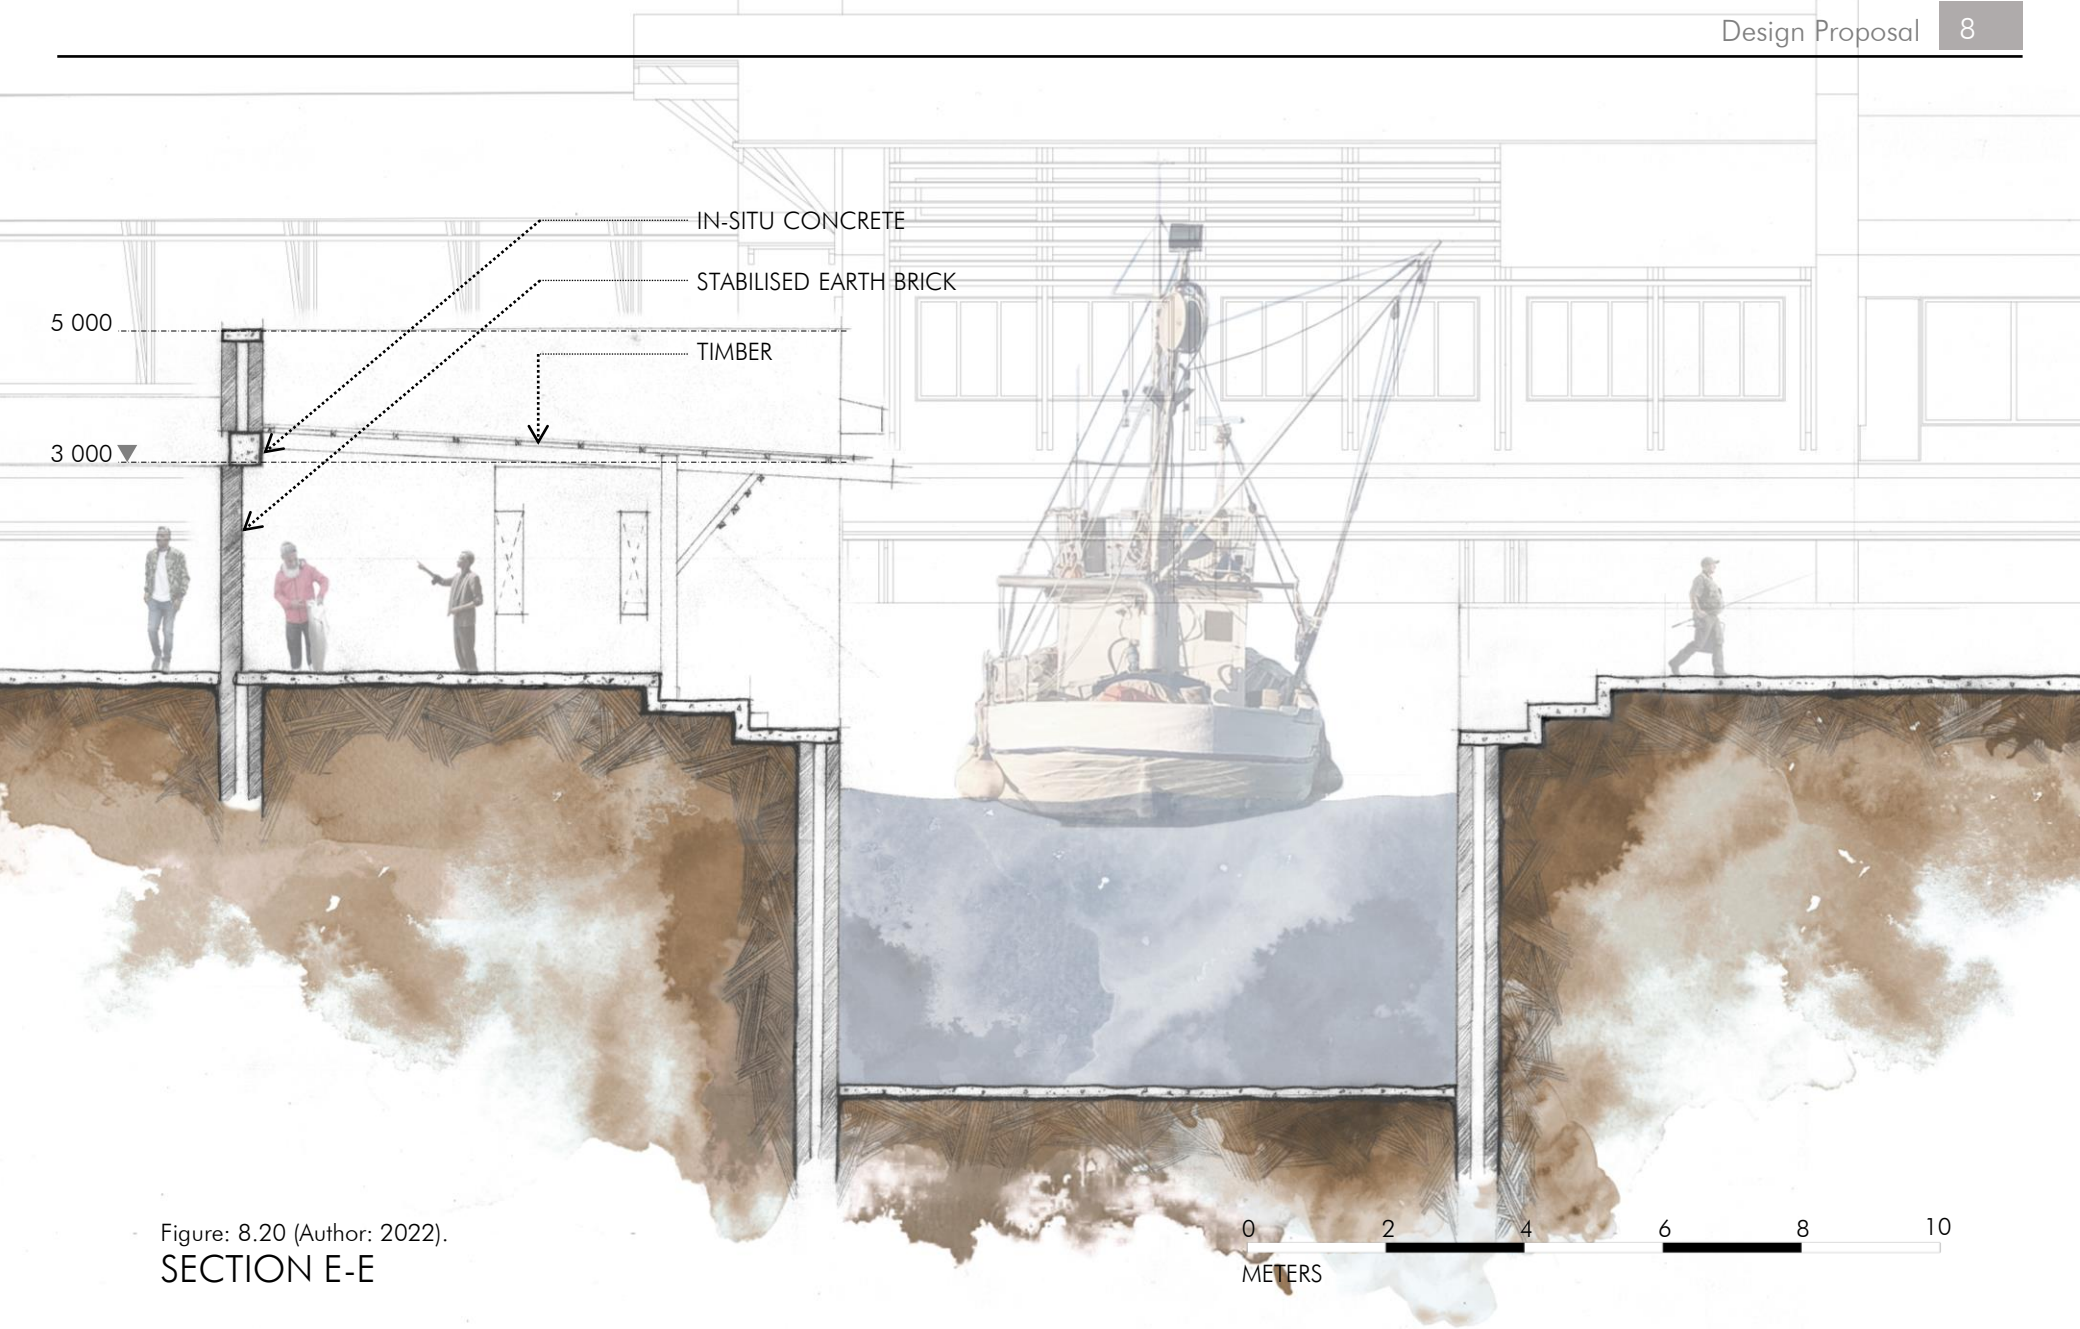 Design Proposal 8
IN-SITU CONCRETE
STABILISED EARTH BRICK
5 000
TIMBER
3 000
Figure: 8.20 (Author: 2022).
SECTION E-E
0 2 4 6 8 10
METERS